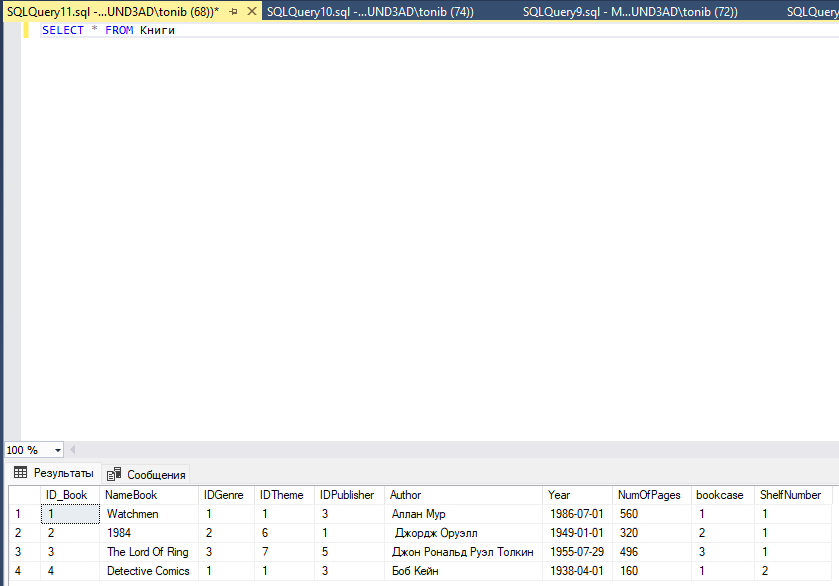 SQLQuery11.sql -...UND3AD\tonib (68))* SQLQuery10.sql -...UND3AD\tonib (74)) SQLQuery9.sql - M...UND3AD\tonib (72)) SQLQuery
SELECT * FROM Книги
100 %
Результаты Сообщения
ID_Book NameBook IDGenre IDTheme IDPublisher Author Year NumOfPages bookcase ShelfNumber
1 1 Watchmen 1 1 3 Аллан Мур 1986-07-01 560 1 1
2 2 1984 2 6 1 Джордж Оруэлл 1949-01-01 320 2 1
3 3 The Lord Of Ring 3 7 5 Джон Рональд Руэл Толкин 1955-07-29 496 3 1
4 4 Detective Comics 1 1 3 Боб Кейн 1938-04-01 160 1 2